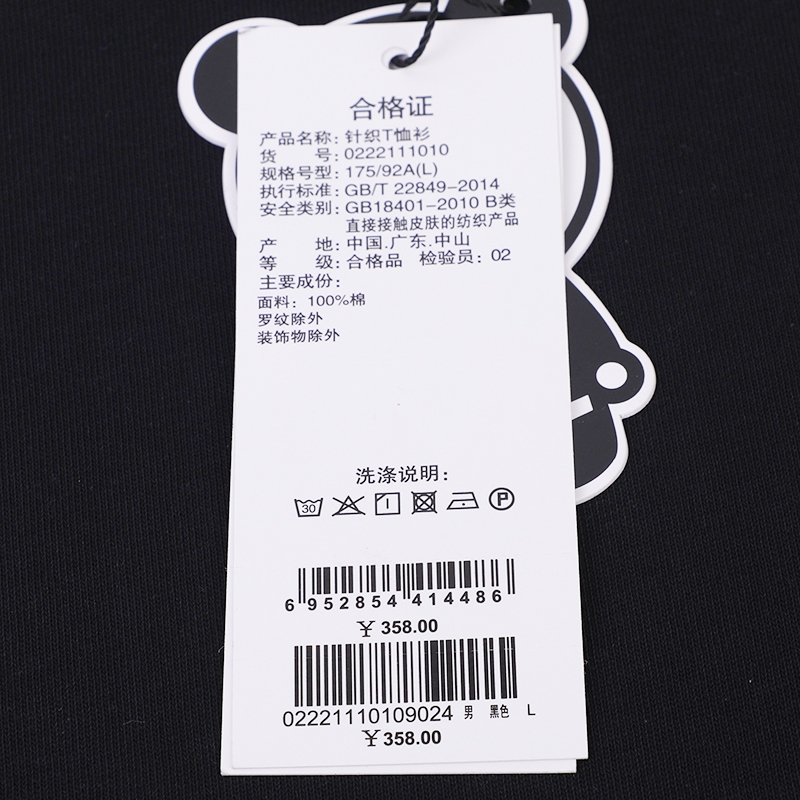 合格证
产品名称: 针织T恤衫
货 号: 0222111010
规格号型: 175/92A(L)
执行标准: GB/T 22849-2014
安全类别: GB18401-2010 B类
直接接触皮肤的纺织产品
产 地: 中国.广东.中山
等 级: 合格品 检验员: 02
主要成份:
面料: 100%棉
罗纹除外
装饰物除外
洗涤说明:
30 P
6 952854 414486
¥ 358.00
02221110109024 男 黑色 L
¥ 358.00